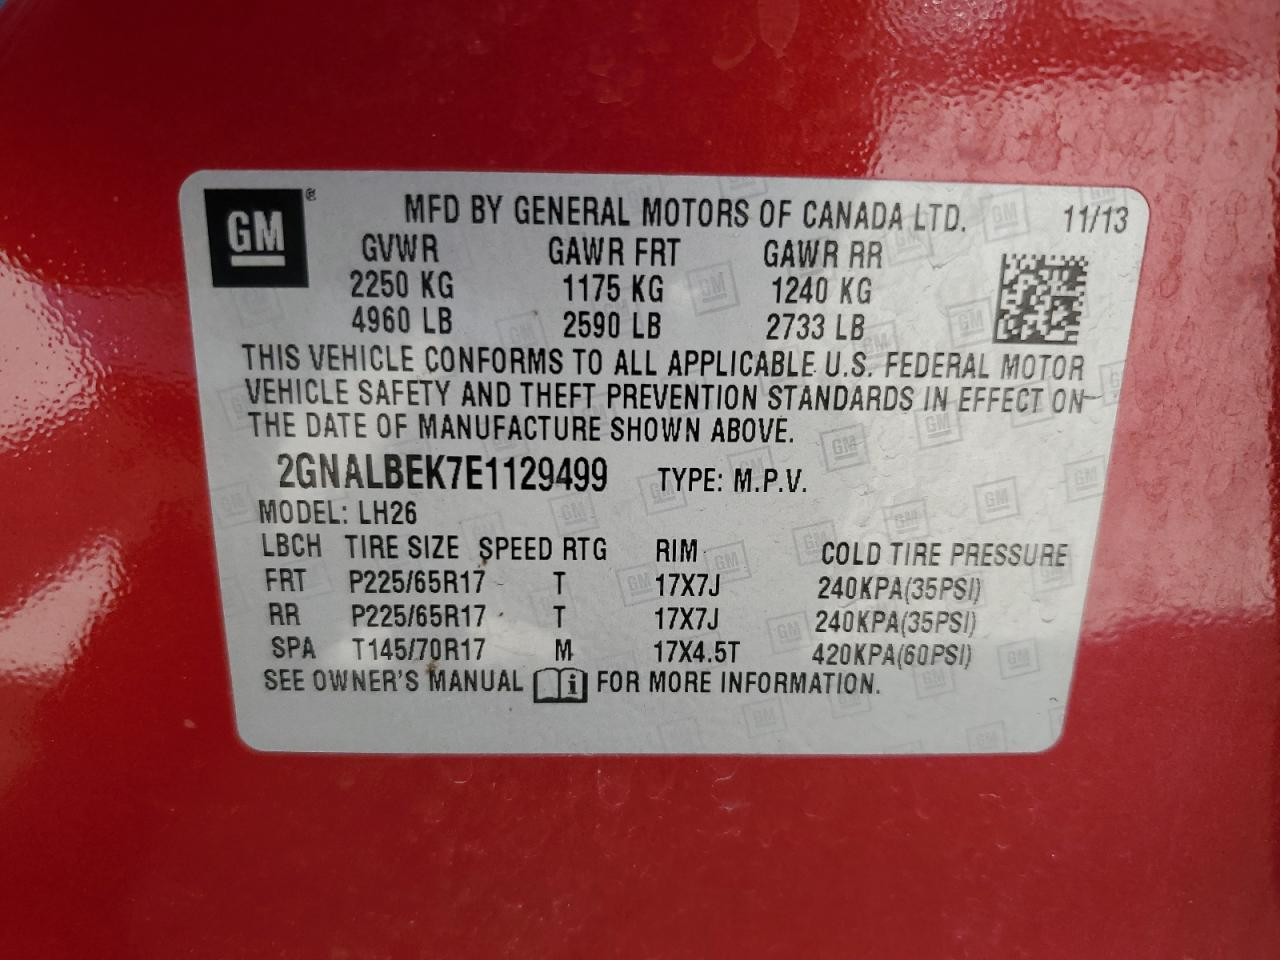 GM ®
MFD BY GENERAL MOTORS OF CANADA LTD. 11/13
GVWR GAWR FRT GAWR RR
2250 KG 1175 KG 1240 KG
4960 LB 2590 LB 2733 LB
THIS VEHICLE CONFORMS TO ALL APPLICABLE U.S. FEDERAL MOTOR
VEHICLE SAFETY AND THEFT PREVENTION STANDARDS IN EFFECT ON
THE DATE OF MANUFACTURE SHOWN ABOVE.
2GNALBEK7E1129499 TYPE: M.P.V.
MODEL: LH26
LBCH TIRE SIZE SPEED RTG RIM COLD TIRE PRESSURE
FRT P225/65R17 T 17X7J 240KPA(35PSI)
RR P225/65R17 T 17X7J 240KPA(35PSI)
SPA T145/70R17 M 17X4.5T 420KPA(60PSI)
SEE OWNER'S MANUAL i FOR MORE INFORMATION.